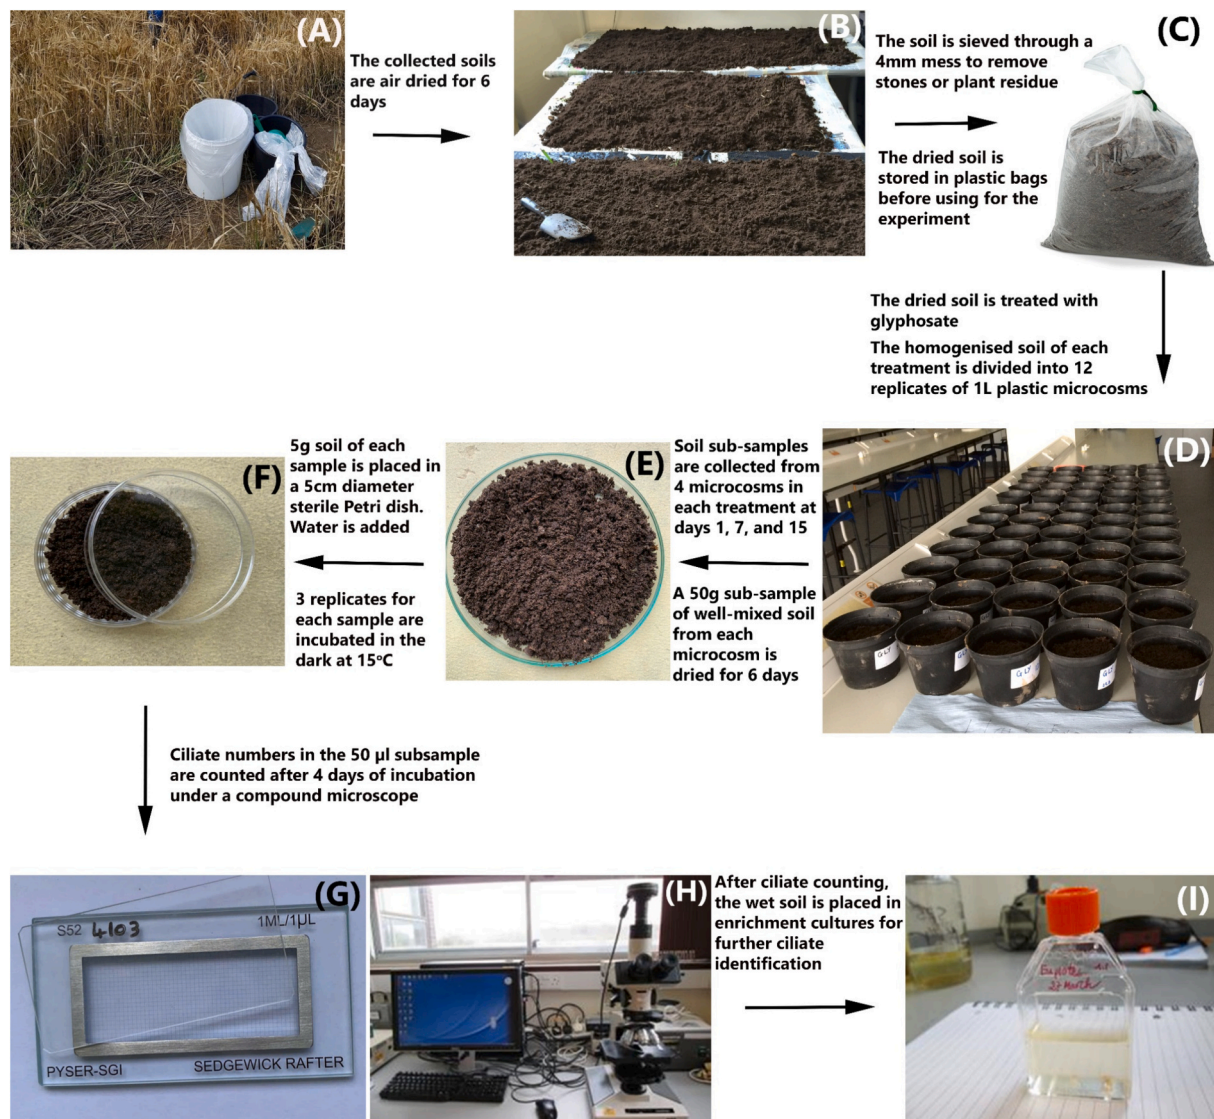 (A)
The collected soils
are air dried for 6
days
(B)
The soil is sieved through a
4mm mess to remove
stones or plant residue
The dried soil is
stored in plastic bags
before using for the
experiment
(C)
The dried soil is treated with
glyphosate
The homogenised soil of each
treatment is divided into 12
replicates of 1L plastic microcosms
(D)
GLY
GLY
GLY
GLY
Soil sub-samples
are collected from
4 microcosms in
each treatment at
days 1, 7, and 15
A 50g sub-sample
of well-mixed soil
from each
microcosm is
dried for 6 days
(E)
5g soil of each
sample is placed in
a 5cm diameter
sterile Petri dish.
Water is added
3 replicates for
each sample are
incubated in the
dark at 15°C
(F)
Ciliate numbers in the 50 µl subsample
are counted after 4 days of incubation
under a compound microscope
(G)
S52 4103
1ML/1µL
PYSER-SGI
SEDGEWICK RAFTER
(H)
After ciliate counting,
the wet soil is placed in
enrichment cultures for
further ciliate
identification
(I)
27 March